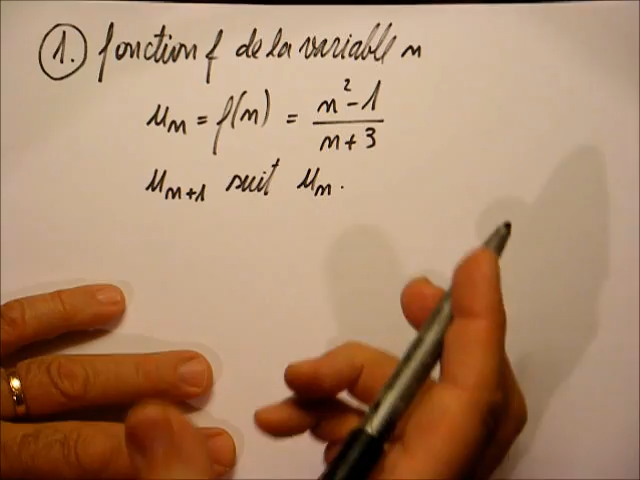 1. fonction f de la variable n
un = f(n) = n²-1 / n+3
un+1 suit un.